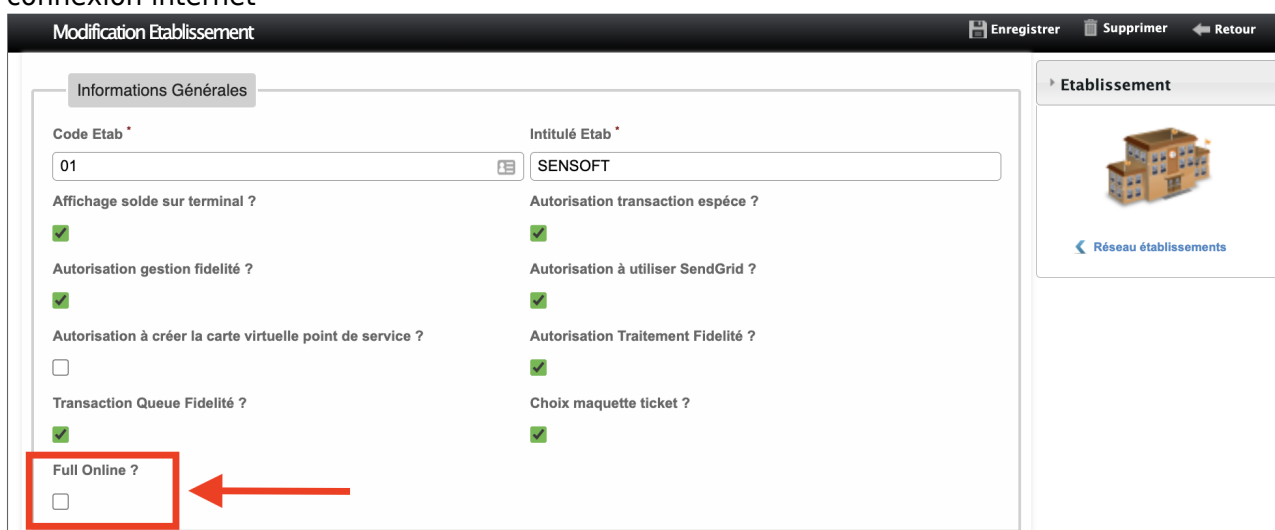 connexion internet
Modification Etablissement
Enregistrer Supprimer Retour
Informations Générales
Etablissement
Code Etab * Intitulé Etab *
01 SENSOFT
Affichage solde sur terminal ? Autorisation transaction espéce ?
Réseau établissements
Autorisation gestion fidelité ? Autorisation à utiliser SendGrid ?
Autorisation à créer la carte virtuelle point de service ? Autorisation Traitement Fidelité ?
Transaction Queue Fidelité ? Choix maquette ticket ?
Full Online ?